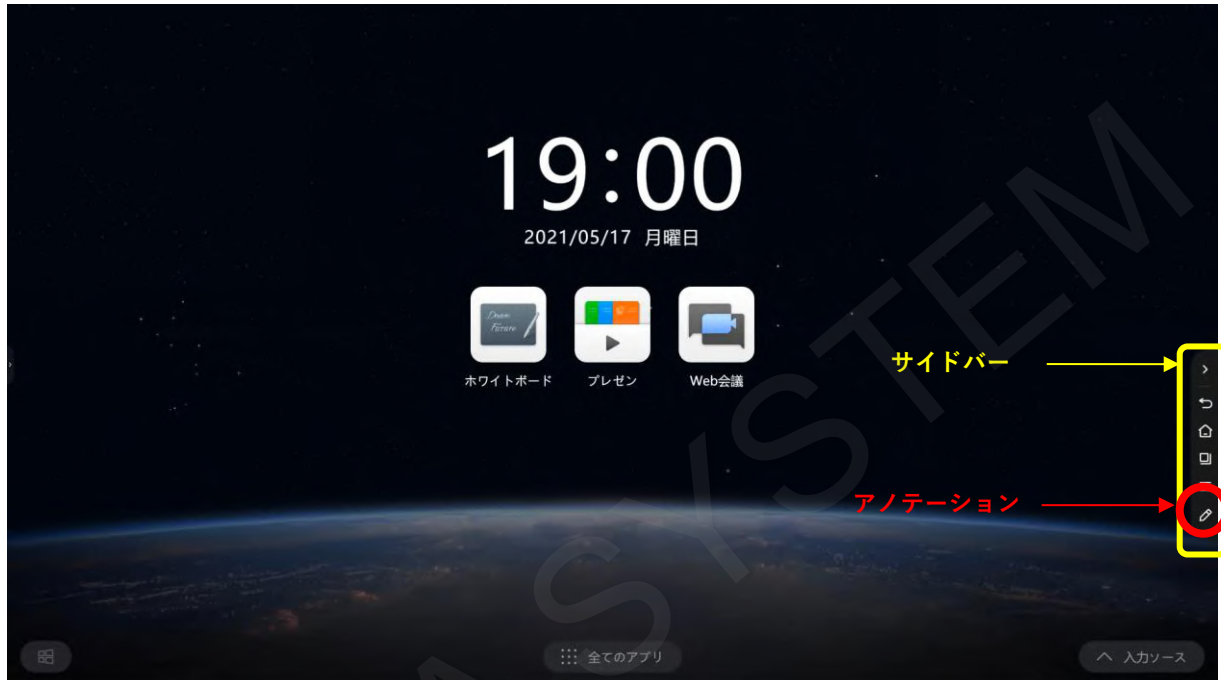 19:00
2021/05/17 月曜日
Dream
Future
ホワイトボード
プレゼン
Web会議
サイドバー
アノテーション
全てのアプリ
入力ソース
A SYSTEM